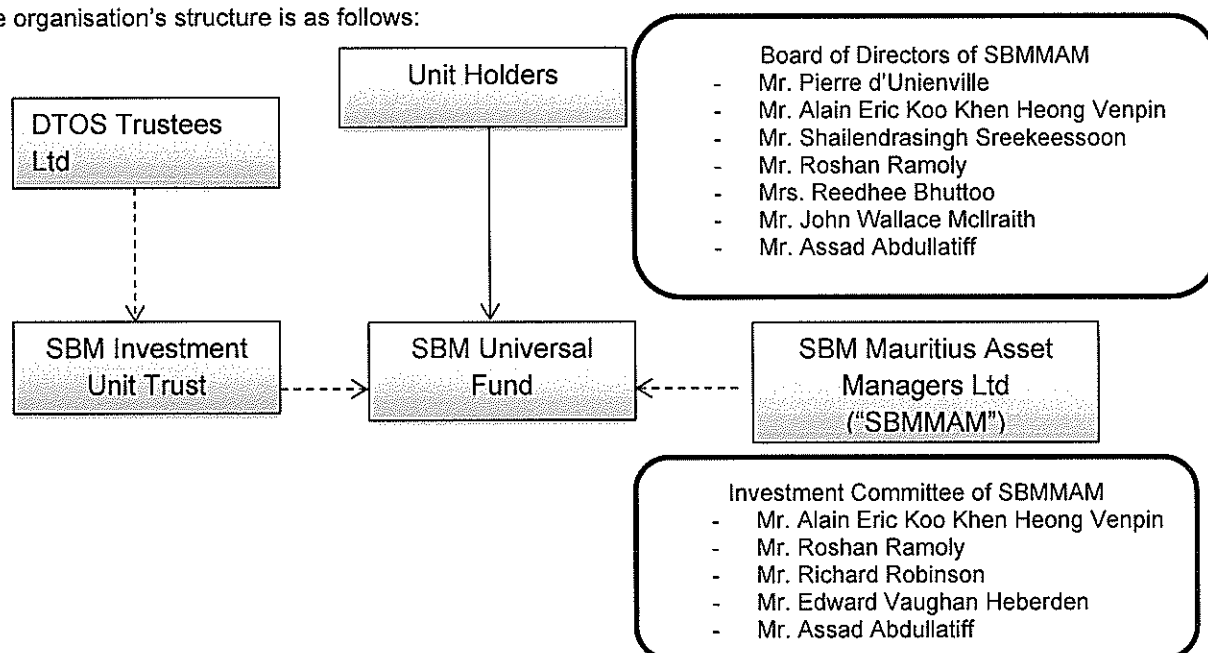 e organisation's structure is as follows:
Unit Holders
DTOS Trustees
Ltd
Board of Directors of SBMMAM
- Mr. Pierre d'Unienville
- Mr. Alain Eric Koo Khen Heong Venpin
- Mr. Shailendrasingh Sreekeessoon
- Mr. Roshan Ramoly
- Mrs. Reedhee Bhuttoo
- Mr. John Wallace McIlraith
- Mr. Assad Abdullatiff
SBM Investment
Unit Trust
SBM Universal
Fund
SBM Mauritius Asset
Managers Ltd
("SBMMAM")
Investment Committee of SBMMAM
- Mr. Alain Eric Koo Khen Heong Venpin
- Mr. Roshan Ramoly
- Mr. Richard Robinson
- Mr. Edward Vaughan Heberden
- Mr. Assad Abdullatiff